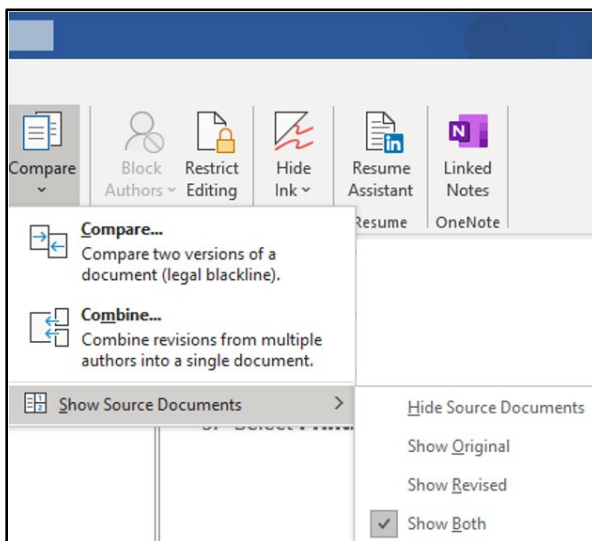 Compare
Block
Authors
Restrict
Editing
Hide
Ink
Resume
Assistant
Linked
Notes
Resume
OneNote
Compare...
Compare two versions of a
document (legal blackline).
Combine...
Combine revisions from multiple
authors into a single document.
Show Source Documents
Hide Source Documents
Show Original
Show Revised
Show Both